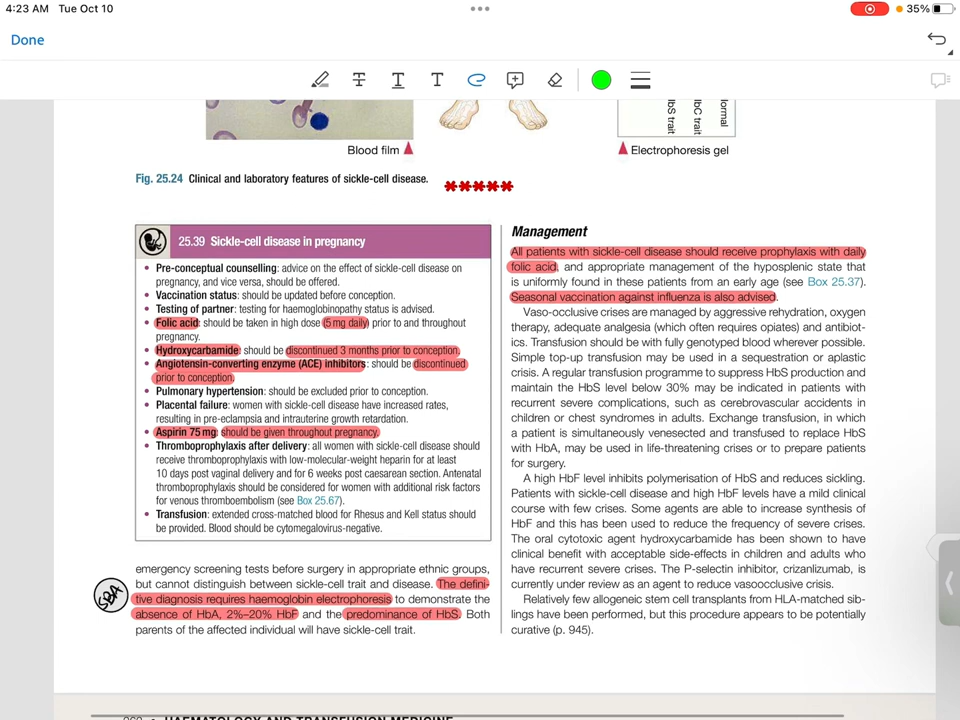 4:23 AM Tue Oct 10
35%
Done
T T T
HbS trait
HbC trait
Normal
Blood film
Electrophoresis gel
Fig. 25.24 Clinical and laboratory features of sickle-cell disease.
25.39 Sickle-cell disease in pregnancy
• Pre-conceptual counselling: advice on the effect of sickle-cell disease on
pregnancy, and vice versa, should be offered.
• Vaccination status: should be updated before conception.
• Testing of partner: testing for haemoglobinopathy status is advised.
• Folic acid: should be taken in high dose (5 mg daily) prior to and throughout
pregnancy.
• Hydroxycarbamide: should be discontinued 3 months prior to conception.
• Angiotensin-converting enzyme (ACE) inhibitors: should be discontinued
prior to conception.
• Pulmonary hypertension: should be excluded prior to conception.
• Placental failure: women with sickle-cell disease have increased rates,
resulting in pre-eclampsia and intrauterine growth retardation.
• Aspirin 75 mg: should be given throughout pregnancy.
• Thromboprophylaxis after delivery: all women with sickle-cell disease should
receive thromboprophylaxis with low-molecular-weight heparin for at least
10 days post vaginal delivery and for 6 weeks post caesarean section. Antenatal
thromboprophylaxis should be considered for women with additional risk factors
for venous thromboembolism (see Box 25.67).
• Transfusion: extended cross-matched blood for Rhesus and Kell status should
be provided. Blood should be cytomegalovirus-negative.
emergency screening tests before surgery in appropriate ethnic groups,
but cannot distinguish between sickle-cell trait and disease. The defini-
tive diagnosis requires haemoglobin electrophoresis to demonstrate the
absence of HbA, 2%–20% HbF and the predominance of HbS. Both
parents of the affected individual will have sickle-cell trait.
SBA
Management
All patients with sickle-cell disease should receive prophylaxis with daily
folic acid, and appropriate management of the hyposplenic state that
is uniformly found in these patients from an early age (see Box 25.37).
Seasonal vaccination against influenza is also advised.
Vaso-occlusive crises are managed by aggressive rehydration, oxygen
therapy, adequate analgesia (which often requires opiates) and antibiot-
ics. Transfusion should be with fully genotyped blood wherever possible.
Simple top-up transfusion may be used in a sequestration or aplastic
crisis. A regular transfusion programme to suppress HbS production and
maintain the HbS level below 30% may be indicated in patients with
recurrent severe complications, such as cerebrovascular accidents in
children or chest syndromes in adults. Exchange transfusion, in which
a patient is simultaneously venesected and transfused to replace HbS
with HbA, may be used in life-threatening crises or to prepare patients
for surgery.
A high HbF level inhibits polymerisation of HbS and reduces sickling.
Patients with sickle-cell disease and high HbF levels have a mild clinical
course with few crises. Some agents are able to increase synthesis of
HbF and this has been used to reduce the frequency of severe crises.
The oral cytotoxic agent hydroxycarbamide has been shown to have
clinical benefit with acceptable side-effects in children and adults who
have recurrent severe crises. The P-selectin inhibitor, crizanlizumab, is
currently under review as an agent to reduce vasoocclusive crisis.
Relatively few allogeneic stem cell transplants from HLA-matched sib-
lings have been performed, but this procedure appears to be potentially
curative (p. 945).
HAEMATOLOGY AND TRANSFUSION MEDICINE